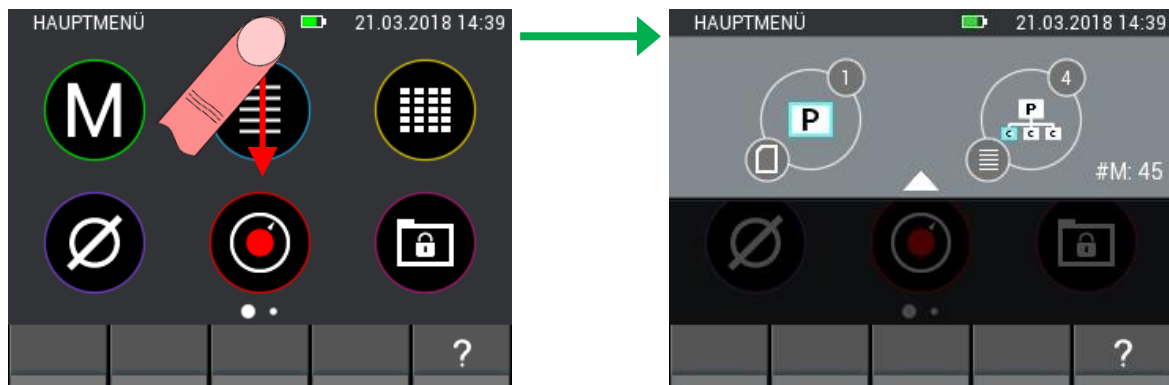 HAUPTMENÜ 21.03.2018 14:39
M
Ø
?
HAUPTMENÜ 21.03.2018 14:39
1
4
P
P
C C C
#M: 45
Ø
?